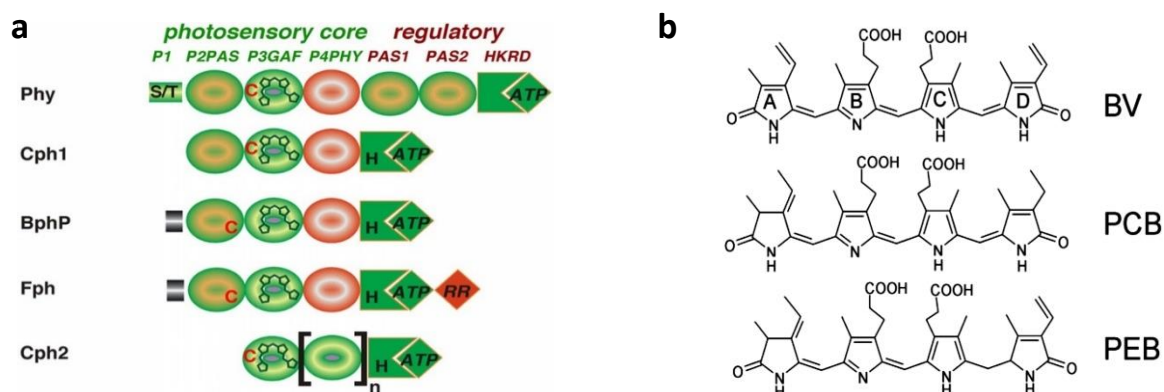 a
photosensory core regulatory
P1 P2PAS P3GAF P4PHY PAS1 PAS2 HKRD
Phy S/T C ATP
Cph1 C H ATP
BphP C H ATP
Fph C H ATP RR
Cph2 C [ ] n H ATP
b
COOH COOH
A B C D
O N H N N H N H O
BV
COOH COOH
O N H N N H N H O
PCB
COOH COOH
O N H N N H N H O
PEB